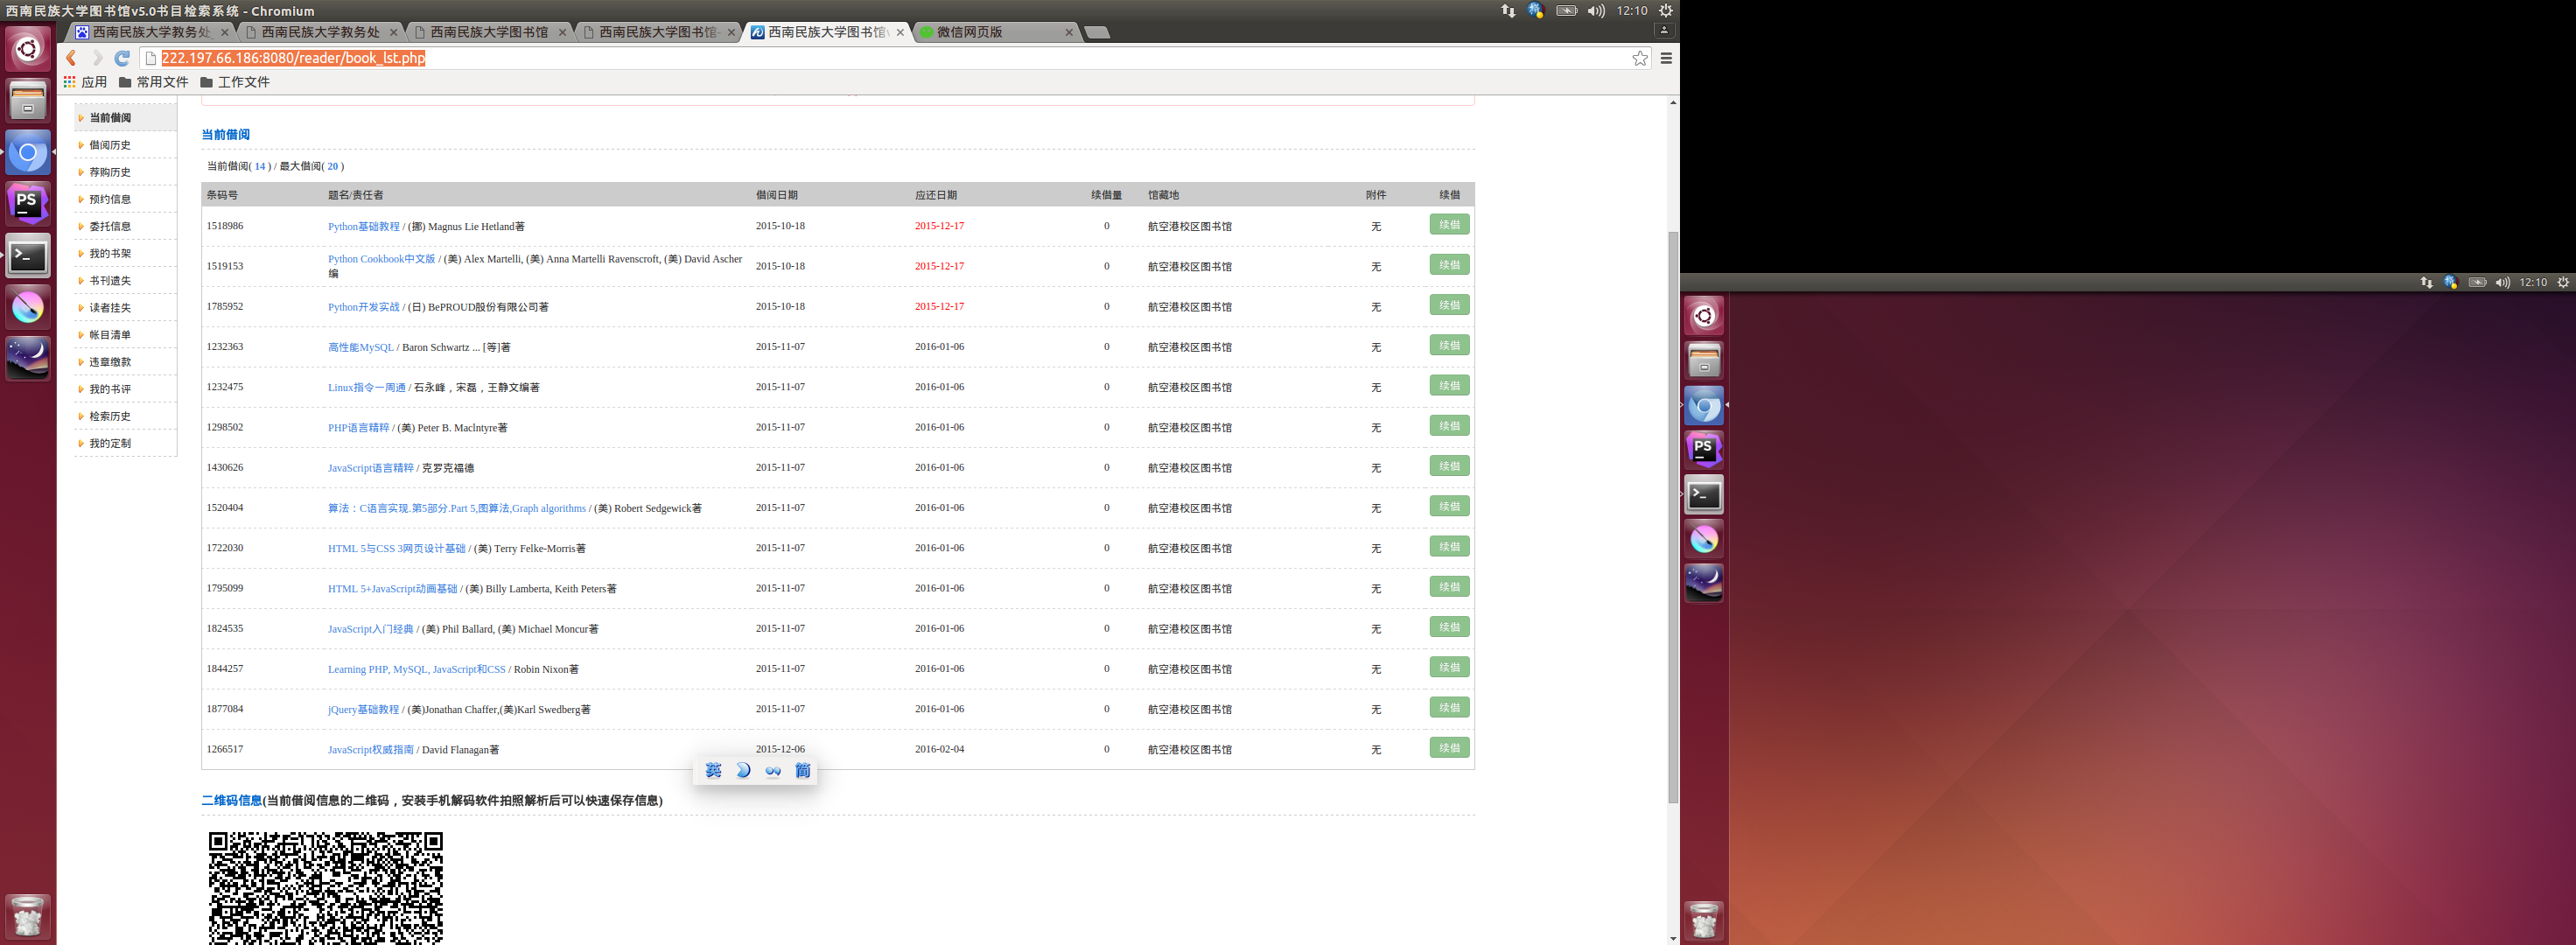 西南民族大学图书馆v5.0书目检索系统 - Chromium
12:10
西南民族大学教务处
西南民族大学教务处
西南民族大学图书馆
西南民族大学图书馆
西南民族大学图书馆v
微信网页版
222.197.66.186:8080/reader/book_lst.php
应用 常用文件 工作文件
当前借阅
借阅历史
荐购历史
预约信息
委托信息
我的书架
书刊遗失
读者挂失
帐目清单
违章缴款
我的书评
检索历史
我的定制
当前借阅
当前借阅( 14 ) / 最大借阅( 20 )
条码号 题名/责任者 借阅日期 应还日期 续借量 馆藏地 附件 续借
1518986 Python基础教程 / (挪) Magnus Lie Hetland著 2015-10-18 2015-12-17 0 航空港校区图书馆 无 续借
1519153 Python Cookbook中文版 / (美) Alex Martelli, (美) Anna Martelli Ravenscroft, (美) David Ascher 2015-10-18 2015-12-17 0 航空港校区图书馆 无 续借
编
1785952 Python开发实战 / (日) BePROUD股份有限公司著 2015-10-18 2015-12-17 0 航空港校区图书馆 无 续借
1232363 高性能MySQL / Baron Schwartz ... [等]著 2015-11-07 2016-01-06 0 航空港校区图书馆 无 续借
1232475 Linux指令一周通 / 石永峰，宋磊，王静文编著 2015-11-07 2016-01-06 0 航空港校区图书馆 无 续借
1298502 PHP语言精粹 / (美) Peter B. MacIntyre著 2015-11-07 2016-01-06 0 航空港校区图书馆 无 续借
1430626 JavaScript语言精粹 / 克罗克福德 2015-11-07 2016-01-06 0 航空港校区图书馆 无 续借
1520404 算法：C语言实现.第5部分.Part 5,图算法,Graph algorithms / (美) Robert Sedgewick著 2015-11-07 2016-01-06 0 航空港校区图书馆 无 续借
1722030 HTML 5与CSS 3网页设计基础 / (美) Terry Felke-Morris著 2015-11-07 2016-01-06 0 航空港校区图书馆 无 续借
1795099 HTML 5+JavaScript动画基础 / (美) Billy Lamberta, Keith Peters著 2015-11-07 2016-01-06 0 航空港校区图书馆 无 续借
1824535 JavaScript入门经典 / (美) Phil Ballard, (美) Michael Moncur著 2015-11-07 2016-01-06 0 航空港校区图书馆 无 续借
1844257 Learning PHP, MySQL, JavaScript和CSS / Robin Nixon著 2015-11-07 2016-01-06 0 航空港校区图书馆 无 续借
1877084 jQuery基础教程 / (美)Jonathan Chaffer,(美)Karl Swedberg著 2015-11-07 2016-01-06 0 航空港校区图书馆 无 续借
1266517 JavaScript权威指南 / David Flanagan著 2015-12-06 2016-02-04 0 航空港校区图书馆 无 续借
英 简
二维码信息(当前借阅信息的二维码，安装手机解码软件拍照解析后可以快速保存信息)
PS
12:10
PS